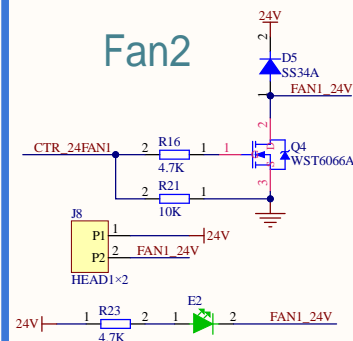 24V
Fan2
2
D5
SS34A
1
FAN1_24V
2
CTR_24FAN1
2
R16
1
1
Q4
WST6066A
4.7K
D
G
S
2
R21
1
3
10K
J8
P1
1
24V
P2
2
FAN1_24V
HEAD1×2
24V
1
R23
2
1
E2
2
FAN1_24V
4.7K